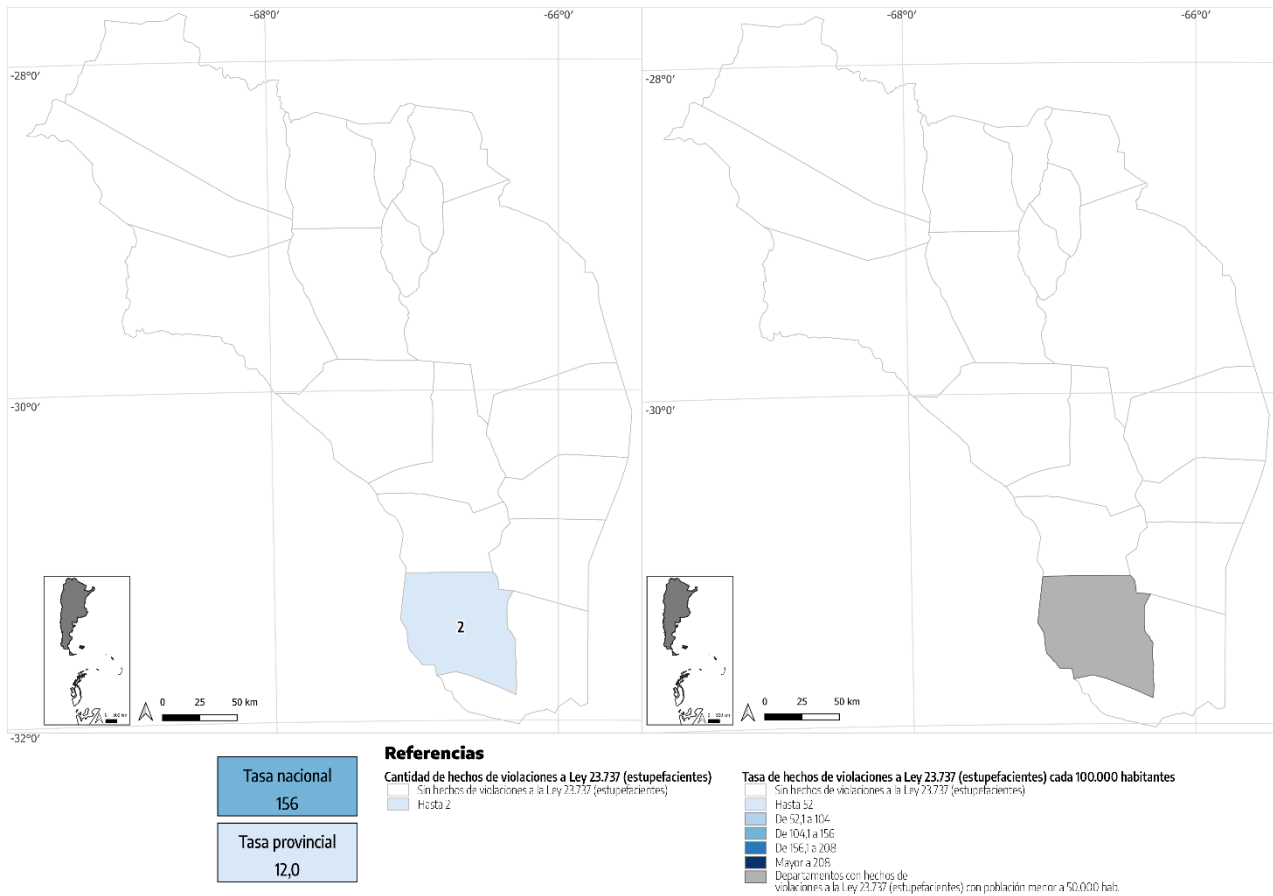 -68°0′
-66°0′
-68°0′
-66°0′
-28°0′
-28°0′
-30°0′
-30°0′
2
0 25 50 km
0 25 50 km
-32°0′
Referencias
Tasa nacional
156
Tasa provincial
12,0
Cantidad de hechos de violaciones a Ley 23.737 (estupefacientes)
Sin hechos de violaciones a la Ley 23.737 (estupefacientes)
Hasta 2
Tasa de hechos de violaciones a Ley 23.737 (estupefacientes) cada 100.000 habitantes
Sin hechos de violaciones a la Ley 23.737 (estupefacientes)
Hasta 52
De 52,1 a 104
De 104,1 a 156
De 156,1 a 208
Mayor a 208
Departamentos con hechos de
violaciones a la Ley 23.737 (estupefacientes) con población menor a 50.000 hab.